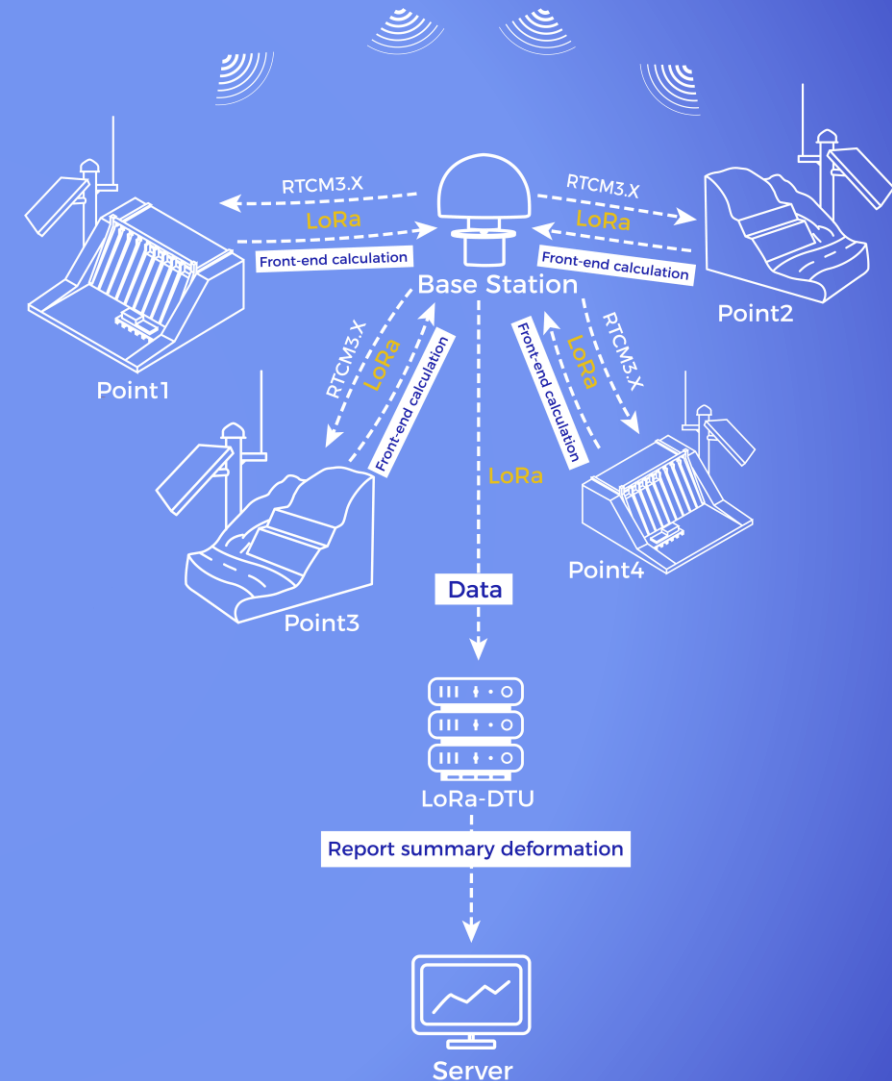 RTCM3.X
LoRa
Front-end calculation
RTCM3.X
LoRa
Front-end calculation
Base Station
Point1
Point2
RTCM3.X
LoRa
Front-end calculation
Front-end calculation
LoRa
RTCM3.X
LoRa
Point3
Point4
Data
LoRa-DTU
Report summary deformation
Server